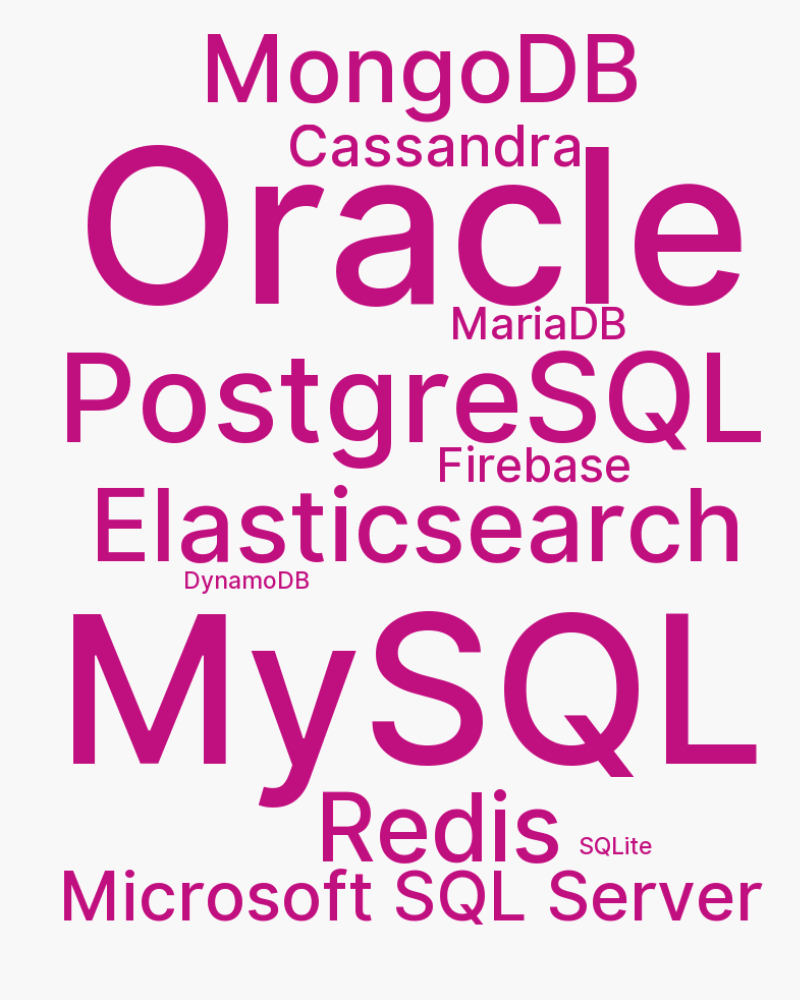 MongoDB
Cassandra
Oracle
MariaDB
PostgreSQL
Firebase
Elasticsearch
DynamoDB
MySQL
Redis
SQLite
Microsoft SQL Server